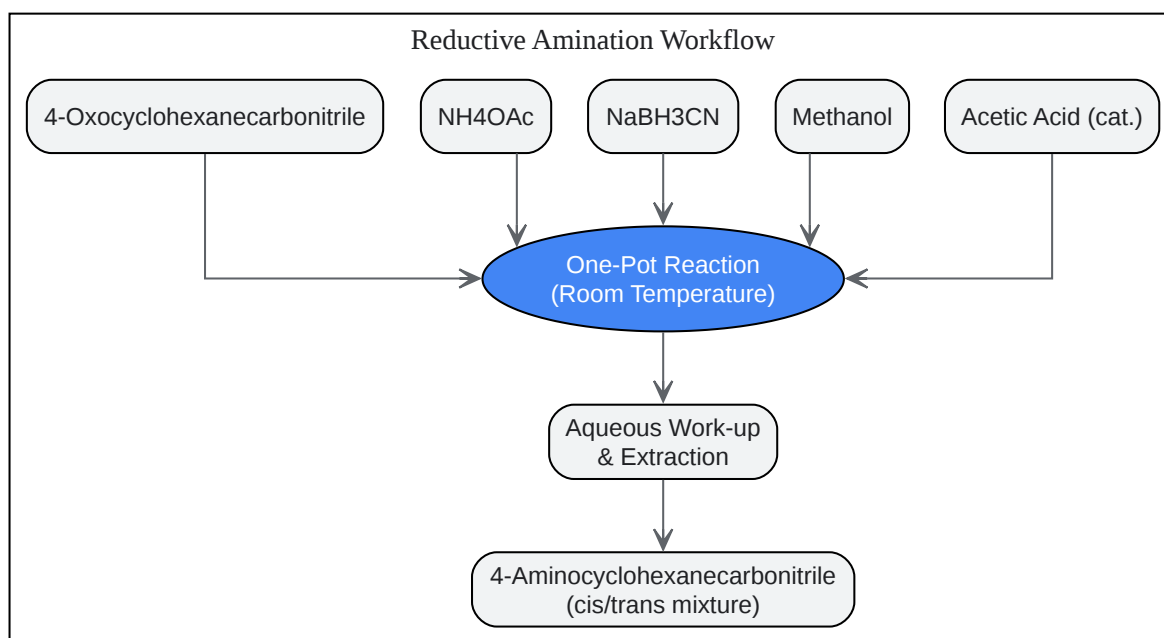 Reductive Amination Workflow
4-Oxocyclohexanecarbonitrile
NH4OAc
NaBH3CN
Methanol
Acetic Acid (cat.)
One-Pot Reaction
(Room Temperature)
Aqueous Work-up
& Extraction
4-Aminocyclohexanecarbonitrile
(cis/trans mixture)